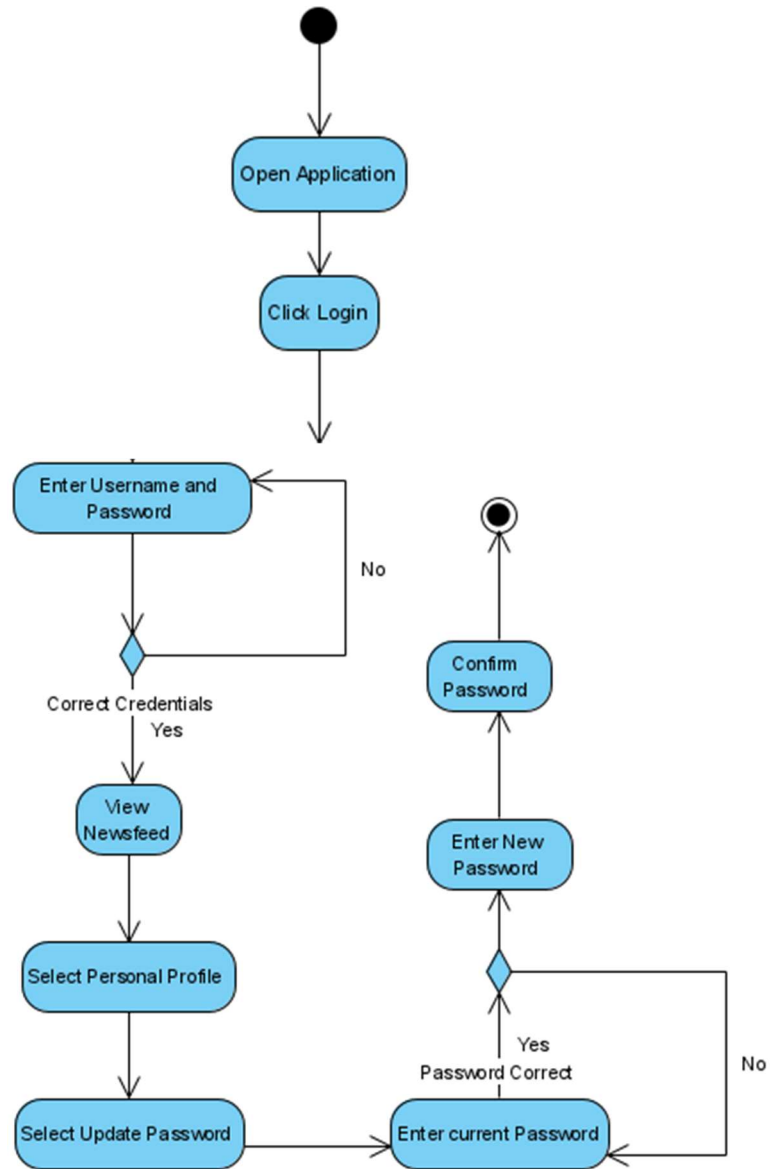 Open Application
Click Login
Enter Username and
Password
No
Correct Credentials
Yes
View
Newsfeed
Select Personal Profile
Select Update Password
Enter current Password
Password Correct
Yes
No
Enter New
Password
Confirm
Password